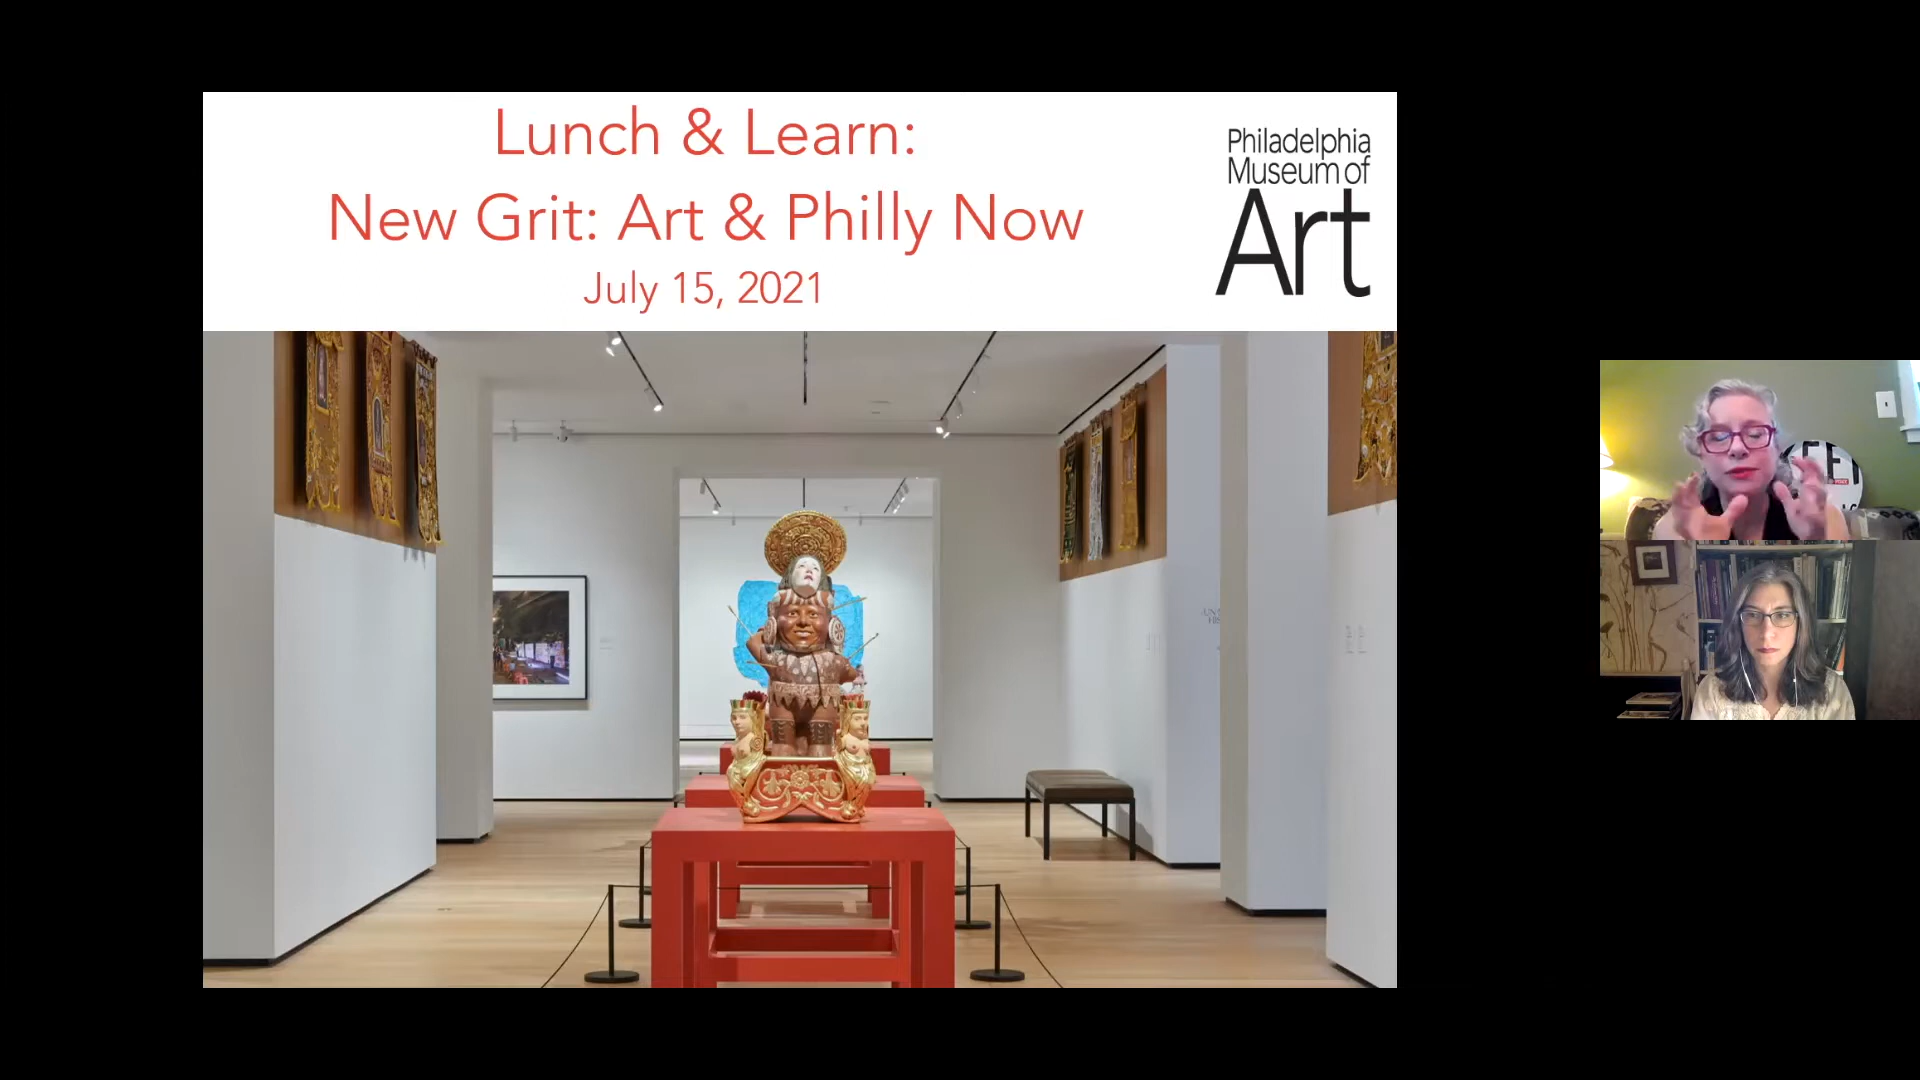 Lunch & Learn:
New Grit: Art & Philly Now
July 15, 2021
Philadelphia
Museum of
Art